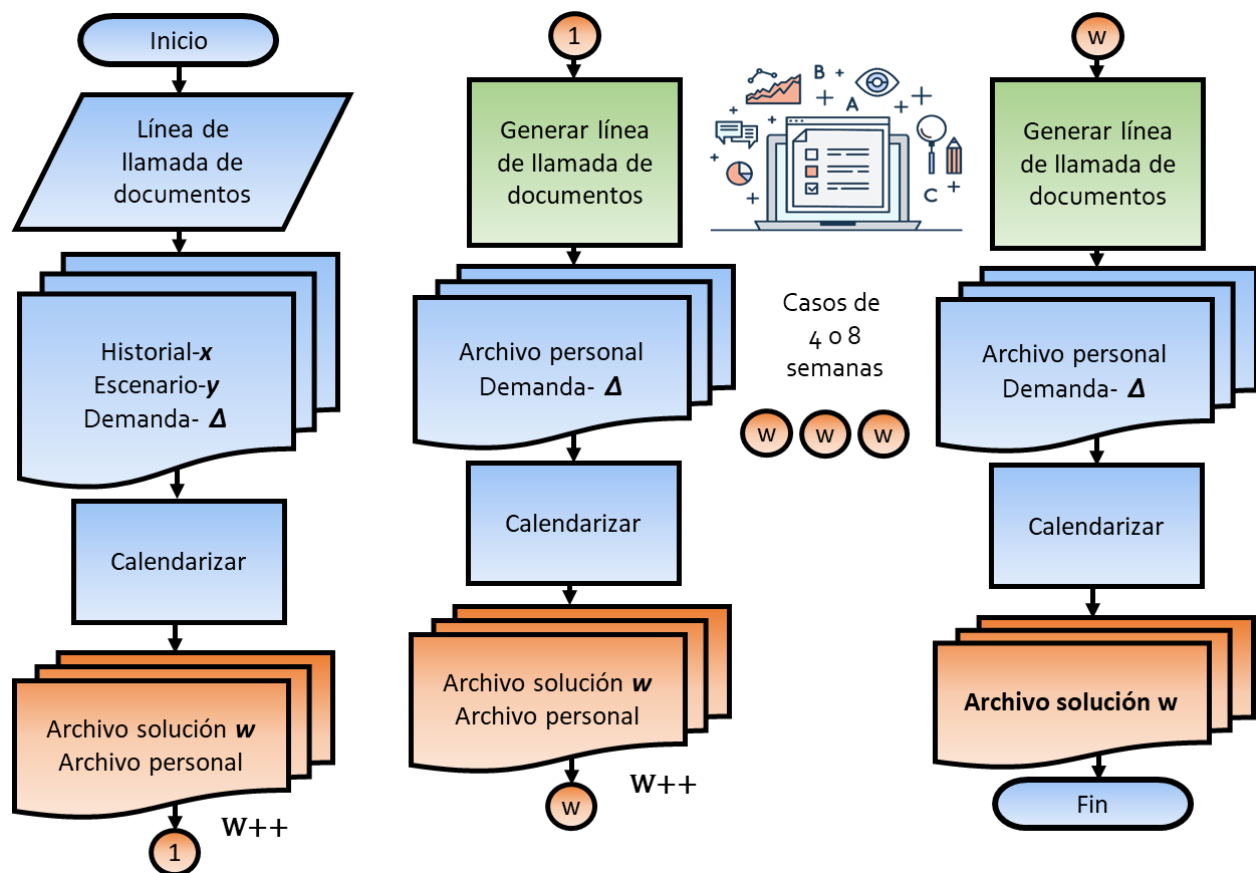 Inicio
Línea de
llamada de
documentos
Historial-x
Escenario-y
Demanda- Δ
Calendarizar
Archivo solución w
Archivo personal
W++
1
1
Generar línea
de llamada de
documentos
Archivo personal
Demanda- Δ
Calendarizar
Archivo solución w
Archivo personal
W++
w
B
A
C
Casos de
4 o 8
semanas
w w w
w
Generar línea
de llamada de
documentos
Archivo personal
Demanda- Δ
Calendarizar
Archivo solución w
Fin